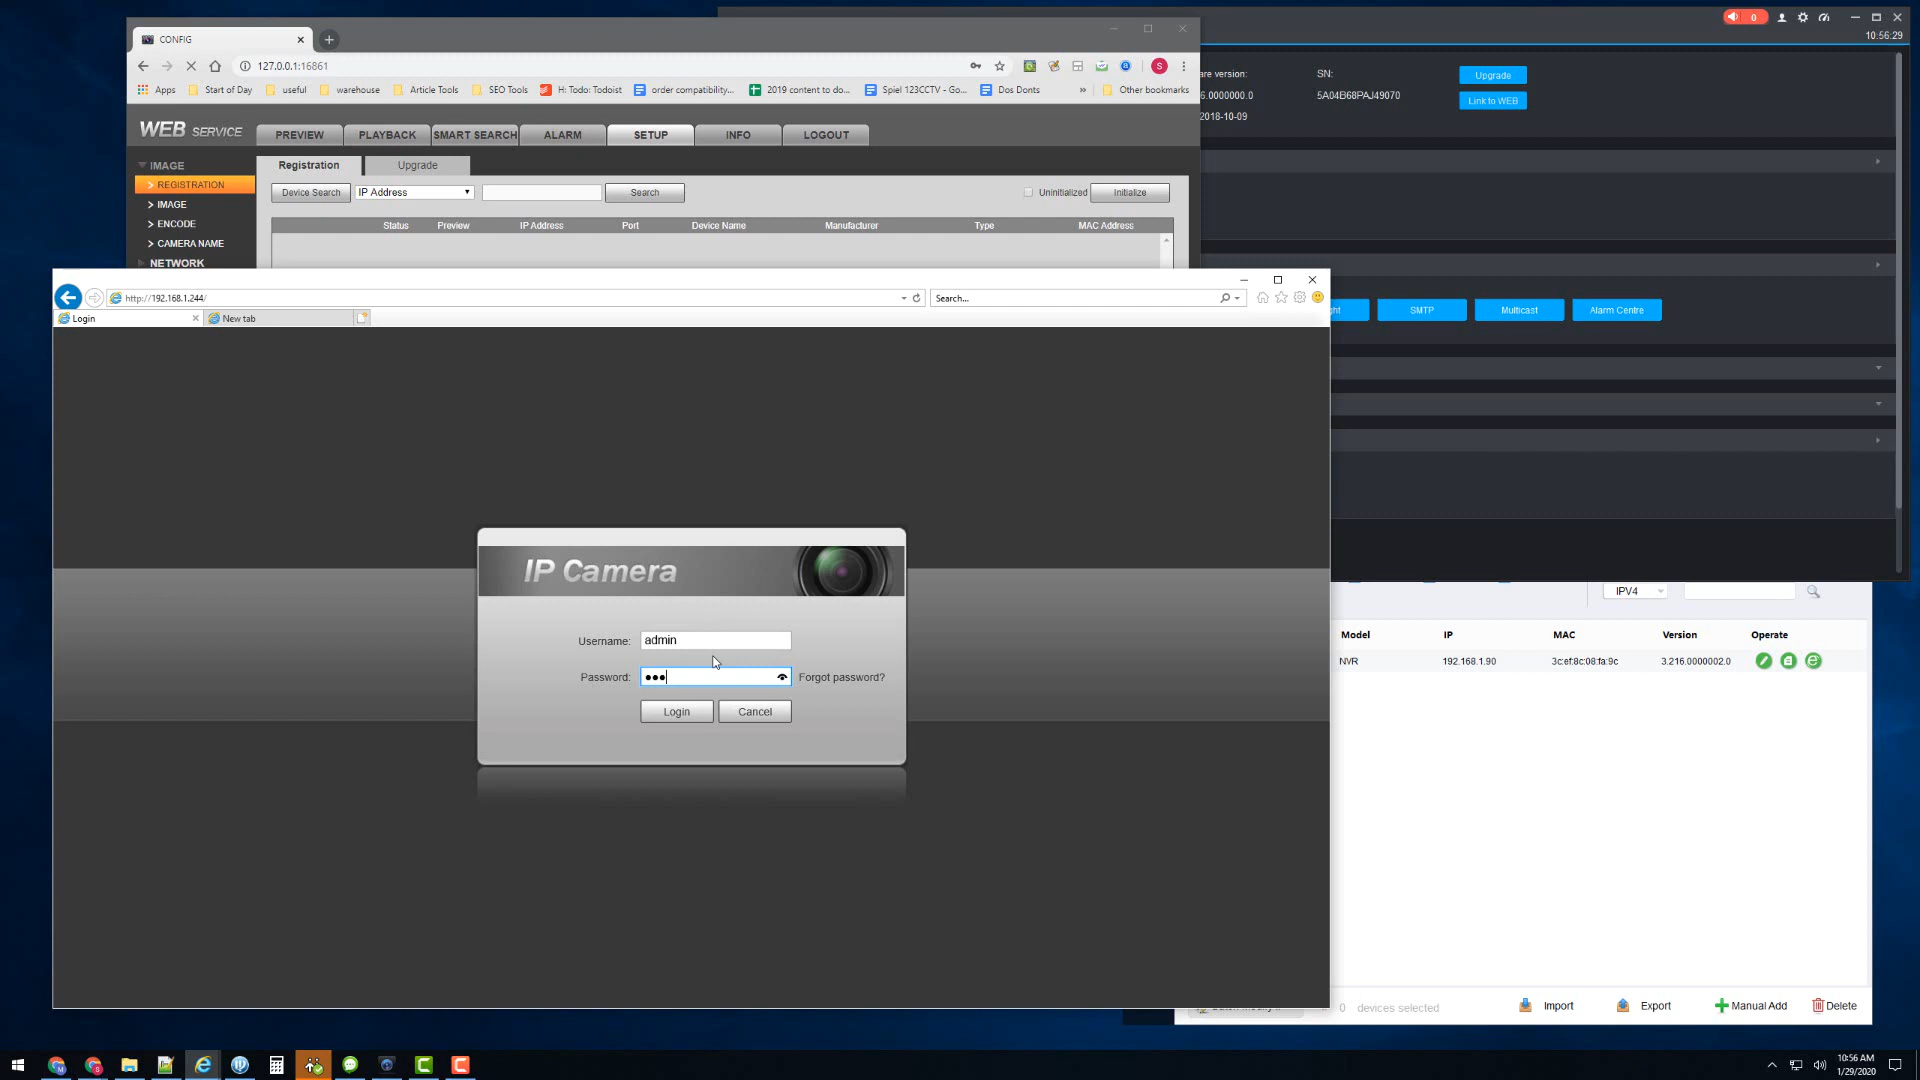 CONFIG
0
10:56:29
127.0.0.1:16861
S
Apps Start of Day useful warehouse Article Tools SEO Tools H: Todo: Todoist order compatibility... 2019 content to do... Spiel 123CCTV - Go... Dos Donts » Other bookmarks
are version: SN: Upgrade
6.0000000.0 5A04B68PAJ49070 Link to WEB
2018-10-09
WEB SERVICE PREVIEW PLAYBACK SMART SEARCH ALARM SETUP INFO LOGOUT
IMAGE Registration Upgrade
REGISTRATION Device Search IP Address Search Uninitialized Initialize
IMAGE
ENCODE Status Preview IP Address Port Device Name Manufacturer Type MAC Address
CAMERA NAME
NETWORK
http://192.168.1.244/ Search...
Login New tab
SMTP Multicast Alarm Centre
IP Camera
IPV4
Username: admin
Model IP MAC Version Operate
NVR 192.168.1.90 3c:ef:8c:08:fa:9c 3.216.0000002.0
Password: ●●● Forgot password?
Login Cancel
0 devices selected Import Export Manual Add Delete
10:56 AM
1/29/2020